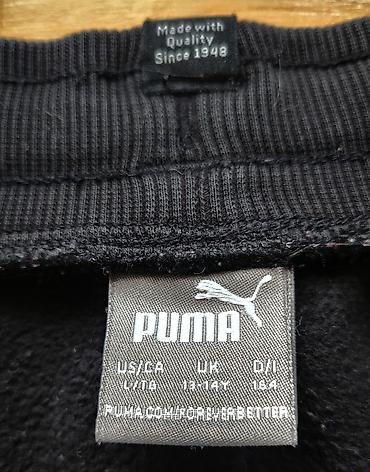 Made with
Quality
Since 1948
PUMA
US/CA UK D/I
L/16 13-14Y 164
PUMA.COM/FOREVERBETTER